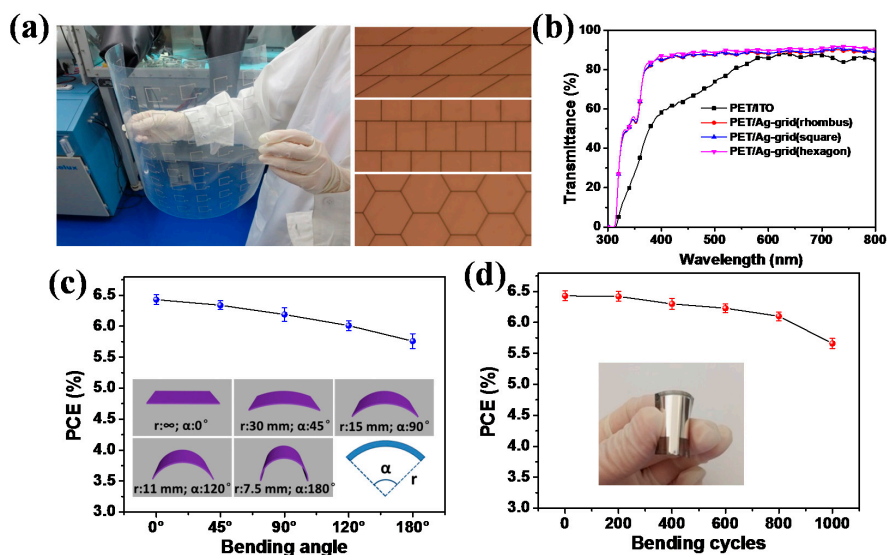 (a)
(b)
Transmittance (%)
100
80
60
40
20
0
PET/ITO
PET/Ag-grid(rhombus)
PET/Ag-grid(square)
PET/Ag-grid(hexagon)
300 400 500 600 700 800
Wavelength (nm)
(c)
PCE (%)
6.5
6.0
5.5
5.0
4.5
4.0
3.5
3.0
r:∞; α:0°
r:30 mm; α:45°
r:15 mm; α:90°
r:11 mm; α:120°
r:7.5 mm; α:180°
α
r
0° 45° 90° 120° 180°
Bending angle
(d)
PCE (%)
6.5
6.0
5.5
5.0
4.5
4.0
3.5
3.0
0 200 400 600 800 1000
Bending cycles